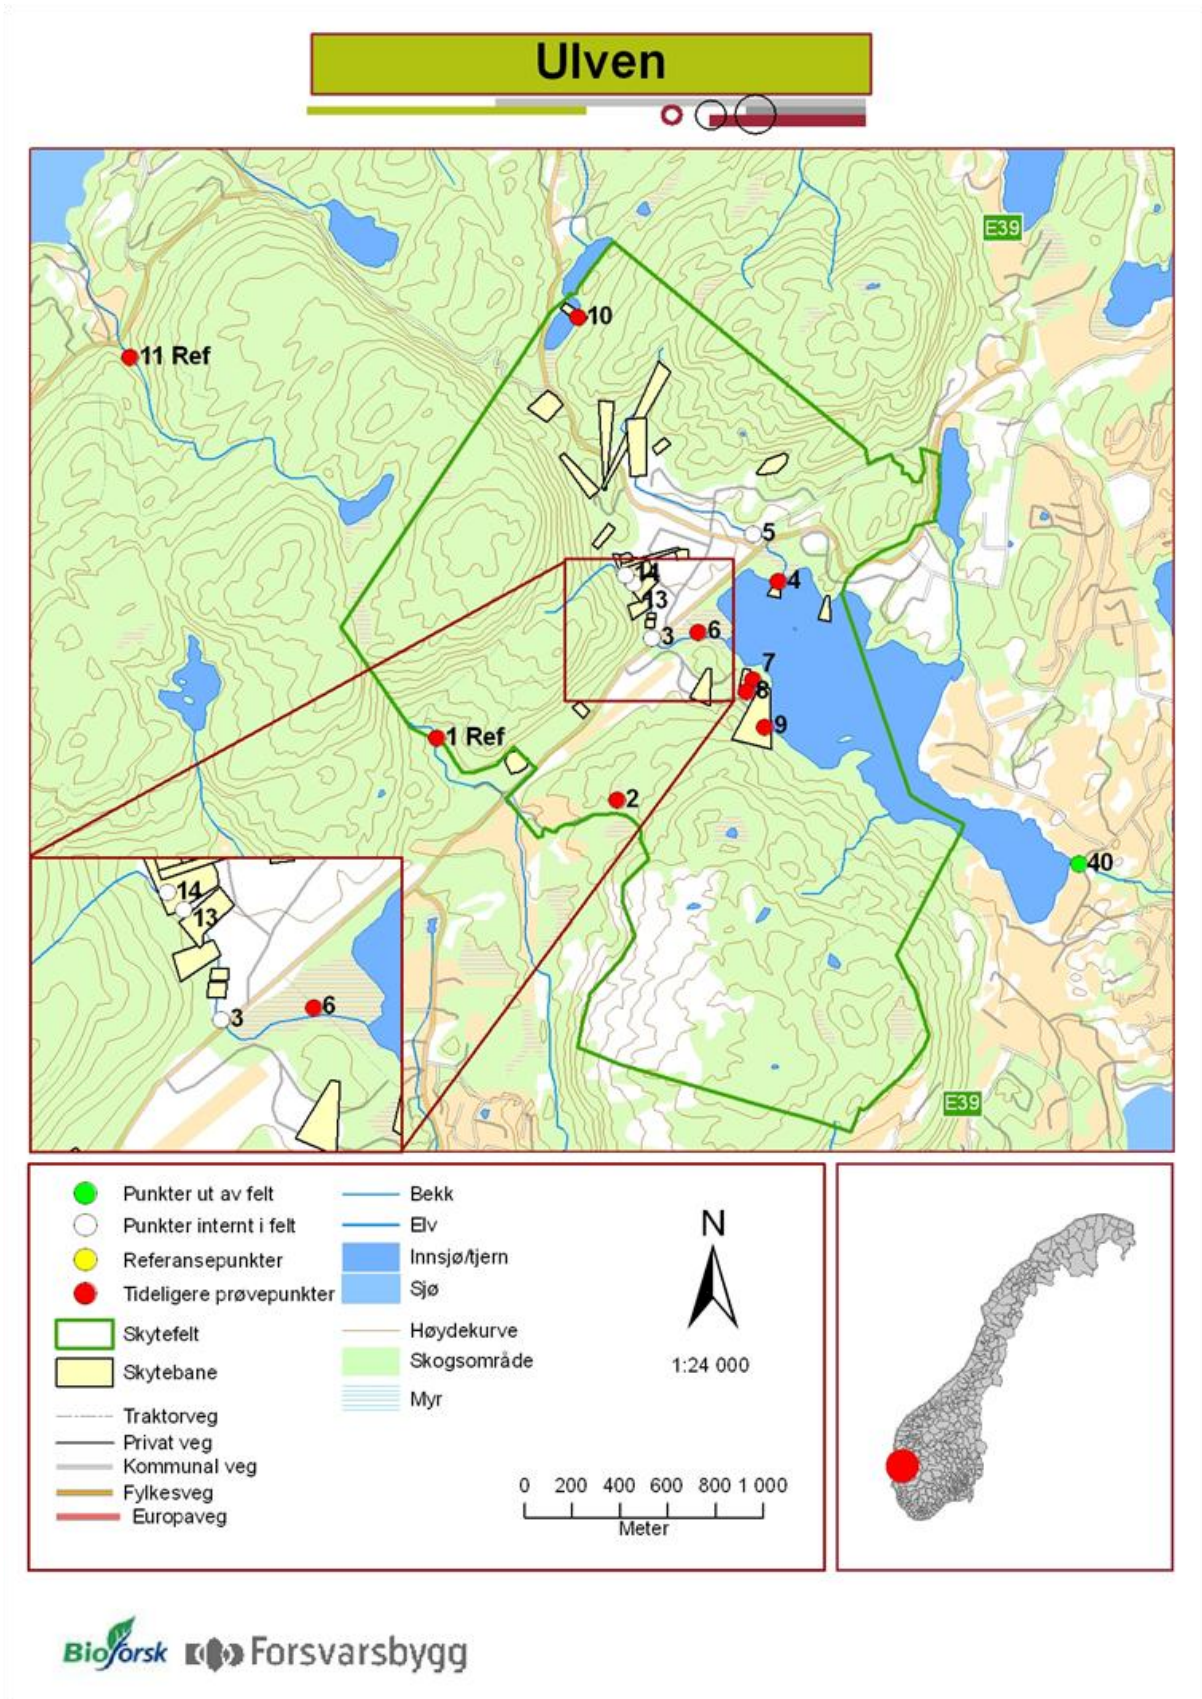 Ulven
E39
10
11 Ref
5
14
4
13
3
6
7
8
9
1 Ref
2
40
14
13
6
3
E39
Punkter ut av felt
Punkter internt i felt
Referansepunkter
Tideligere prøvepunkter
Skytefelt
Skytebane
Traktorveg
Privat veg
Kommunal veg
Fylkesveg
Europaveg
Bekk
Elv
Innsjø/tjern
Sjø
Høydekurve
Skogsområde
Myr
N
1:24 000
0 200 400 600 800 1 000
Meter
Bioforsk
Forsvarsbygg